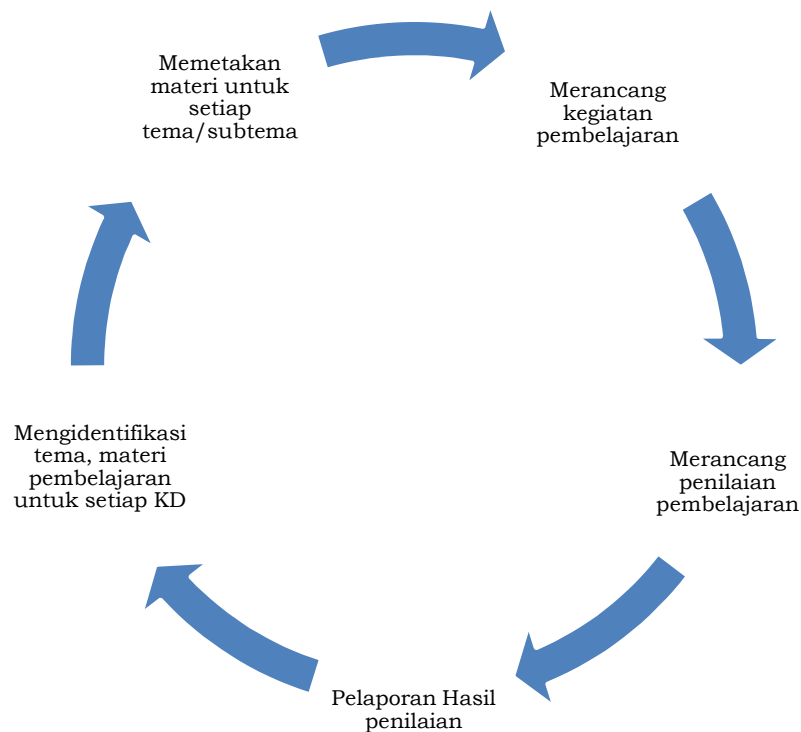 Memetakan
materi untuk
setiap
tema/subtema
Merancang
kegiatan
pembelajaran
Merancang
penilaian
pembelajaran
Pelaporan Hasil
penilaian
Mengidentifikasi
tema, materi
pembelajaran
untuk setiap KD